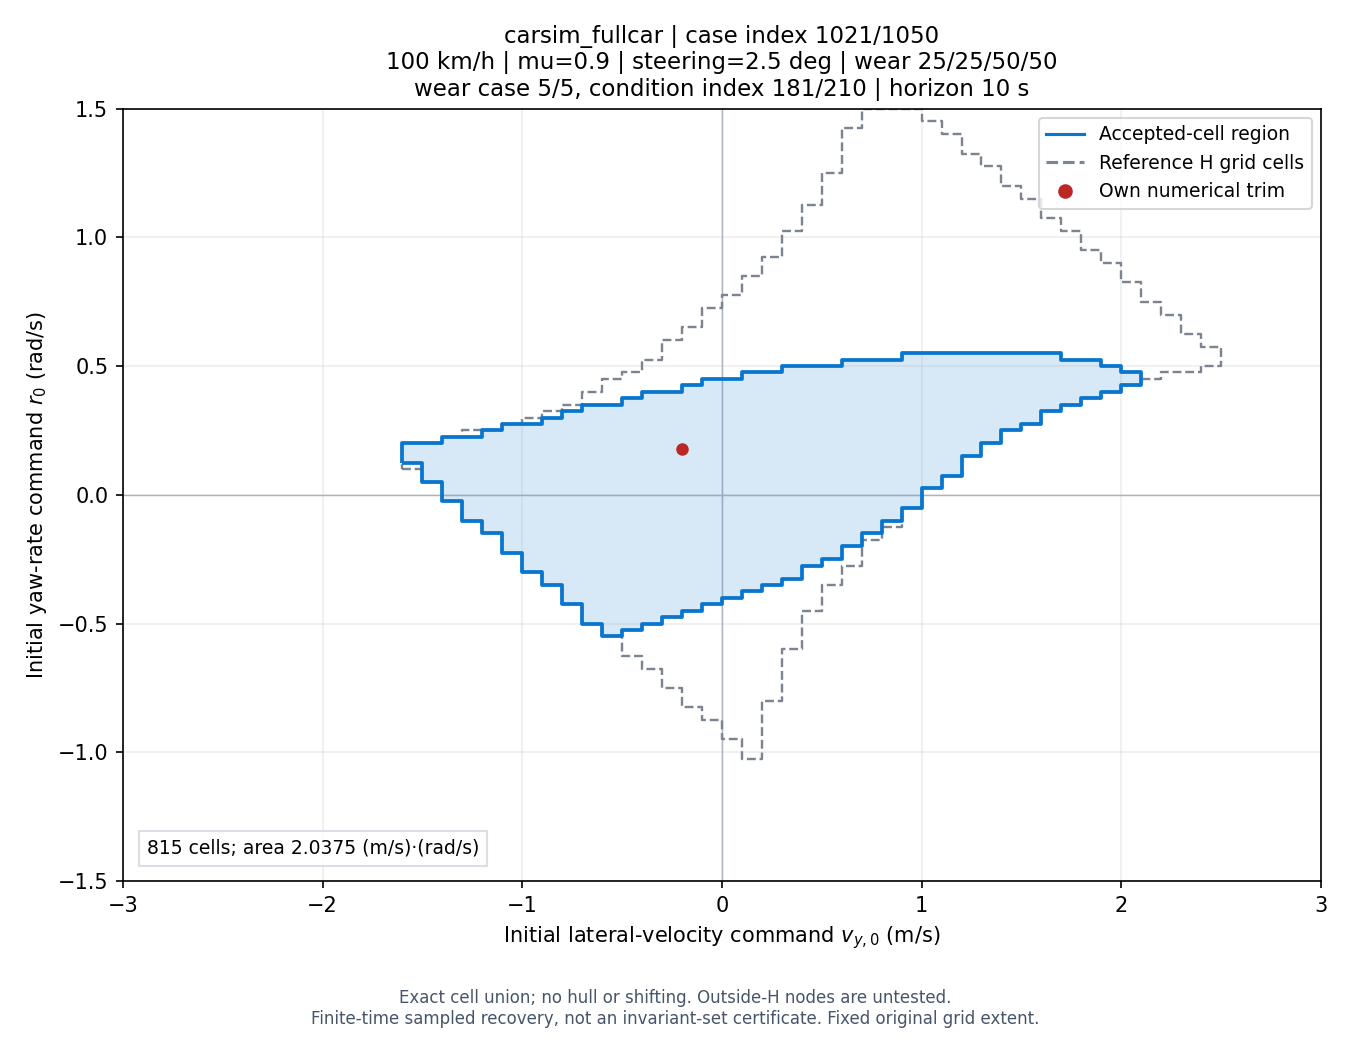 carsim_fullcar | case index 1021/1050
100 km/h | mu=0.9 | steering=2.5 deg | wear 25/25/50/50
wear case 5/5, condition index 181/210 | horizon 10 s
Accepted-cell region
Reference H grid cells
Own numerical trim
1.5
1.0
0.5
0.0
−0.5
−1.0
−1.5
Initial yaw-rate command r₀ (rad/s)
815 cells; area 2.0375 (m/s)·(rad/s)
−3 −2 −1 0 1 2 3
Initial lateral-velocity command v_{y,0} (m/s)
Exact cell union; no hull or shifting. Outside-H nodes are untested.
Finite-time sampled recovery, not an invariant-set certificate. Fixed original grid extent.